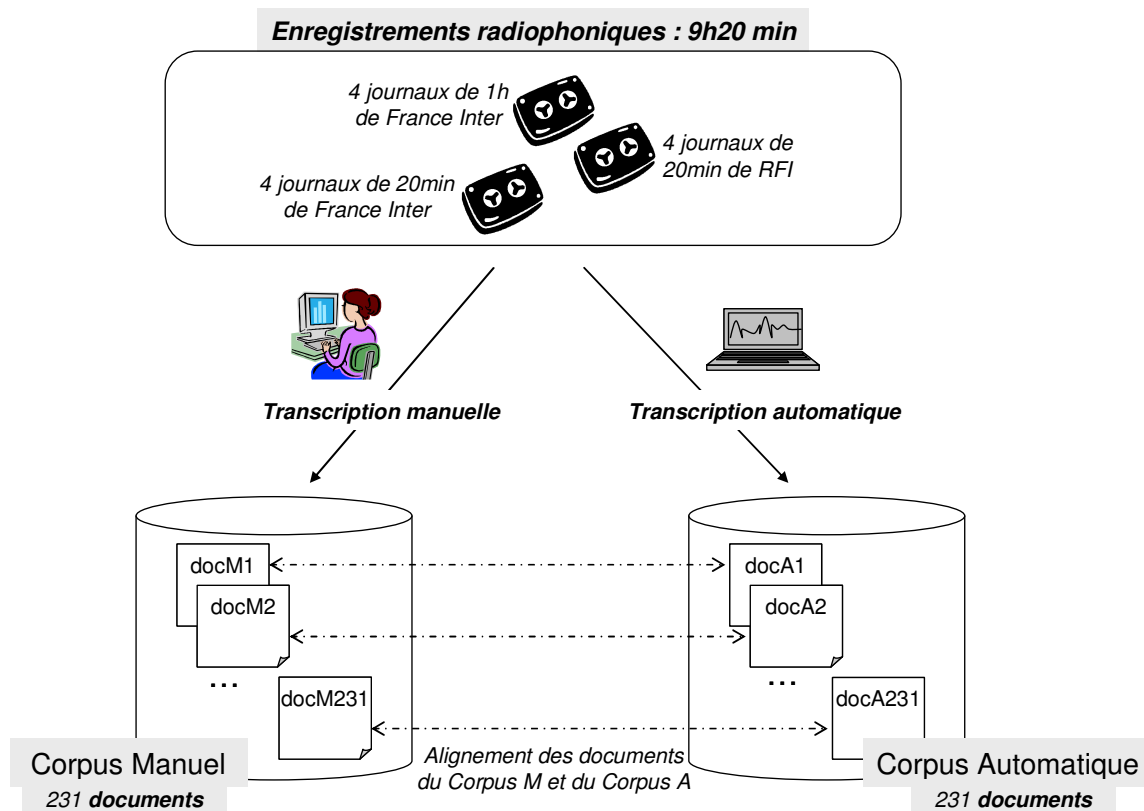 Enregistrements radiophoniques : 9h20 min
4 journaux de 1h
de France Inter
4 journaux de
20min de RFI
4 journaux de 20min
de France Inter
Transcription manuelle
Transcription automatique
docM1
docA1
docM2
docA2
...
...
docM231
docA231
Alignement des documents
du Corpus M et du Corpus A
Corpus Manuel
231 documents
Corpus Automatique
231 documents